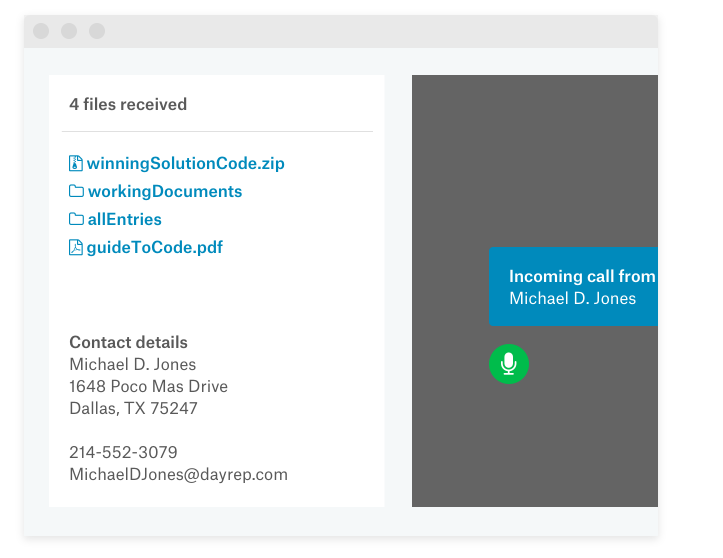 4 files received
winningSolutionCode.zip
workingDocuments
allEntries
guideToCode.pdf
Contact details
Michael D. Jones
1648 Poco Mas Drive
Dallas, TX 75247
214-552-3079
MichaelDJones@dayrep.com
Incoming call from
Michael D. Jones